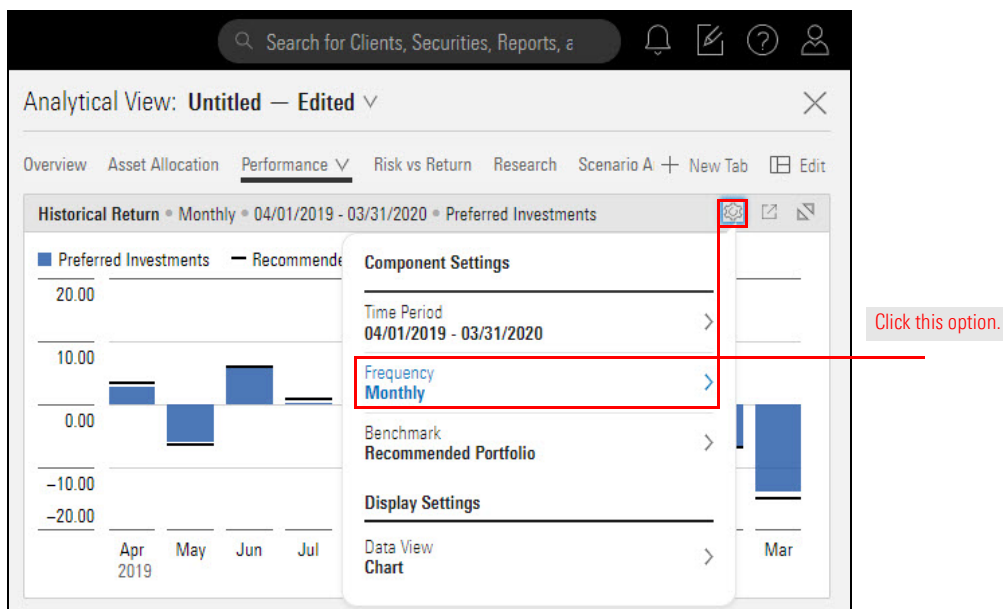 Search for Clients, Securities, Reports, a
Analytical View: Untitled — Edited
Overview Asset Allocation Performance Risk vs Return Research Scenario A New Tab Edit
Historical Return • Monthly • 04/01/2019 - 03/31/2020 • Preferred Investments
Preferred Investments Recommende
Component Settings
20.00
Time Period
04/01/2019 - 03/31/2020
Click this option.
10.00
Frequency
Monthly
0.00
Benchmark
Recommended Portfolio
-10.00
Display Settings
-20.00
Apr May Jun Jul Mar
2019
Data View
Chart